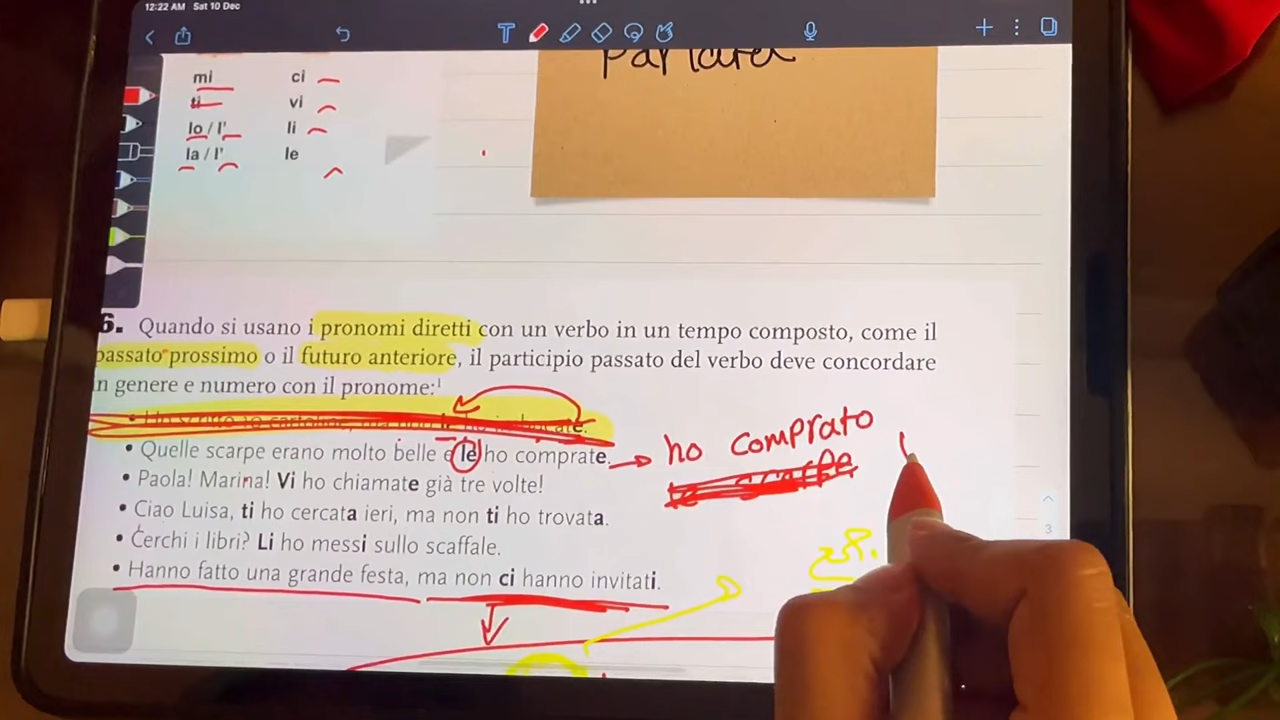 12:22 AM Sat 10 Dec
mi ci
ti vi
lo / l' li
la / l' le
6. Quando si usano i pronomi diretti con un verbo in un tempo composto, come il
passato prossimo o il futuro anteriore, il participio passato del verbo deve concordare
in genere e numero con il pronome:¹
• Quelle scarpe erano molto belle e le ho comprate.
ho comprato
le scarpe
• Paola! Marina! Vi ho chiamate già tre volte!
• Ciao Luisa, ti ho cercata ieri, ma non ti ho trovata.
• Cerchi i libri? Li ho messi sullo scaffale.
• Hanno fatto una grande festa, ma non ci hanno invitati.
3